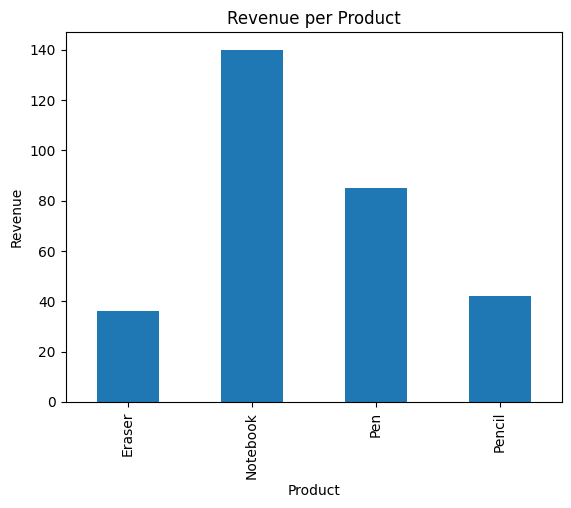 Revenue per Product
Revenue
140
120
100
80
60
40
20
0
Eraser
Notebook
Pen
Pencil
Product